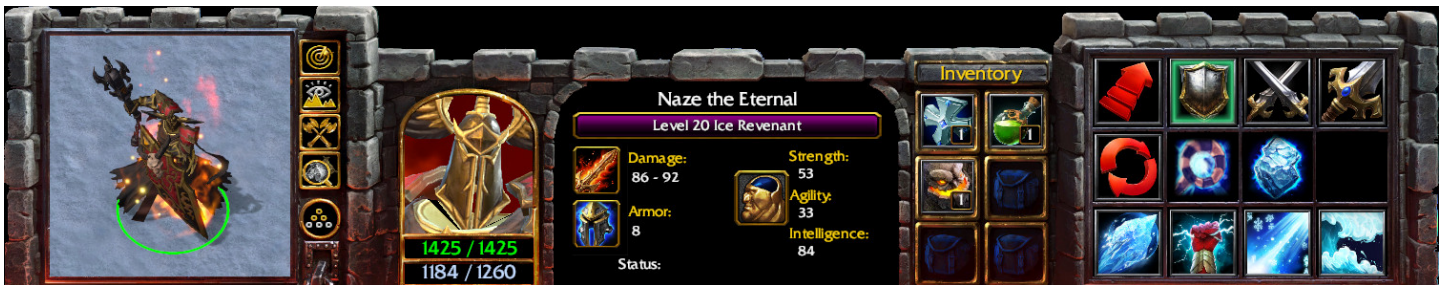 Naze the Eternal
Level 20 Ice Revenant
Damage:
86 - 92
Armor:
8
Status:
Strength:
53
Agility:
33
Intelligence:
84
1425 / 1425
1184 / 1260
Inventory
1
1
1